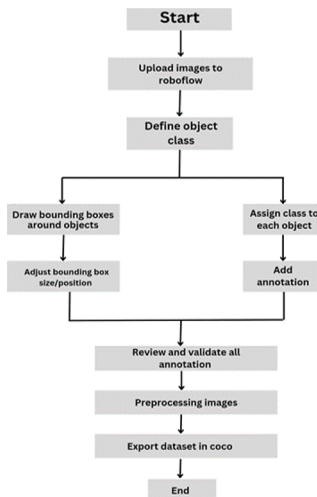 Start
Upload images to
roboflow
Define object
class
Draw bounding boxes
around objects
Assign class to
each object
Adjust bounding box
size/position
Add
annotation
Review and validate all
annotation
Preprocessing images
Export dataset in coco
End